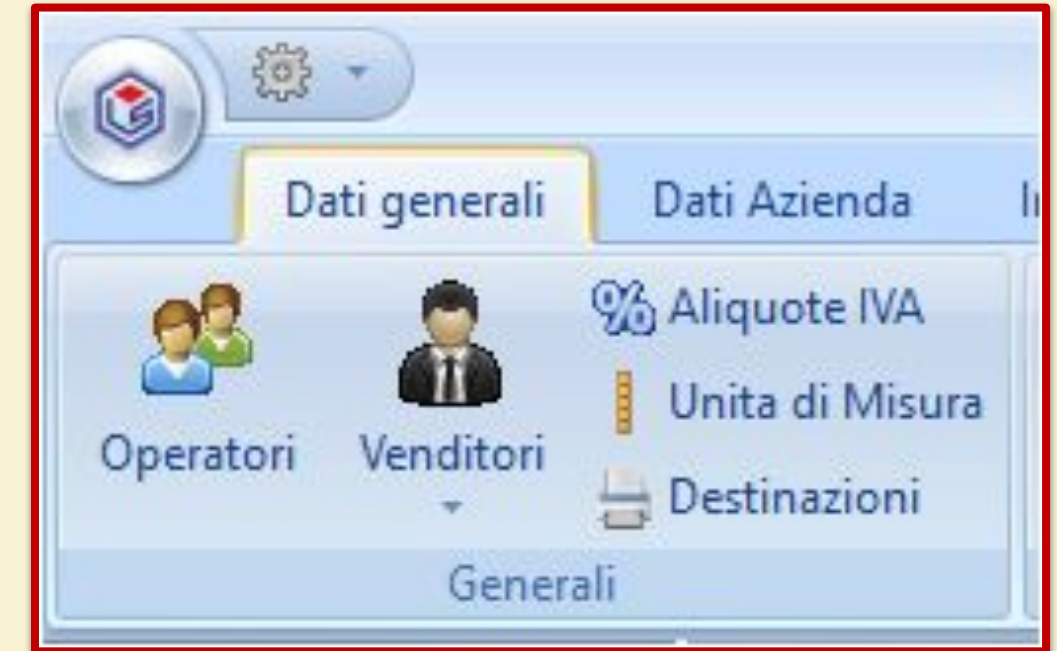 Dati generali Dati Azienda
Operatori
Venditori
% Aliquote IVA
Unita di Misura
Destinazioni
Generali